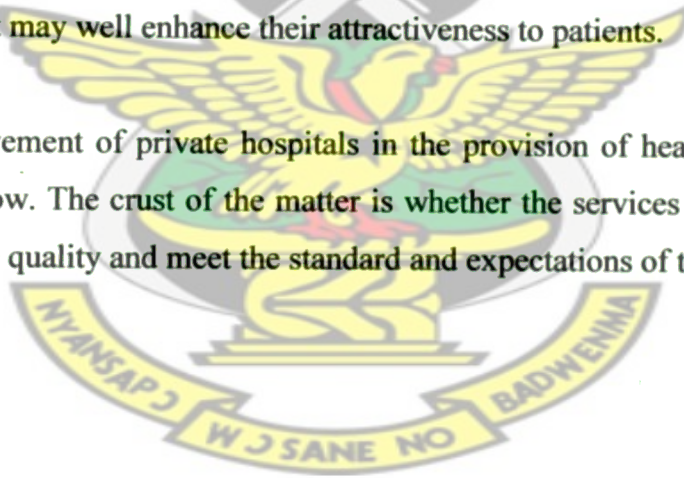 may well enhance their attractiveness to patients.
ement of private hospitals in the provision of hea
ow. The crust of the matter is whether the services
quality and meet the standard and expectations of t
NYANSAPƆ WƆSANE NO BADWENMA